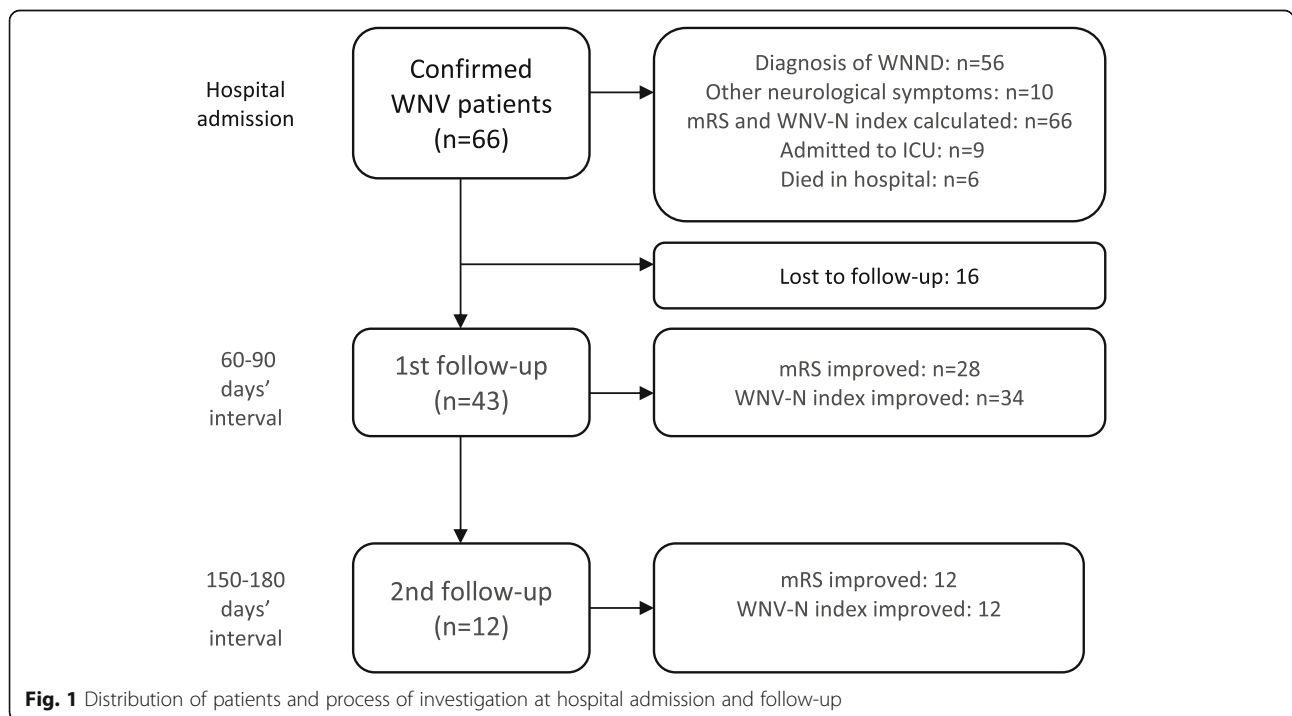 Hospital
admission
Confirmed
WNV patients
(n=66)
Diagnosis of WNND: n=56
Other neurological symptoms: n=10
mRS and WNV-N index calculated: n=66
Admitted to ICU: n=9
Died in hospital: n=6
Lost to follow-up: 16
60-90
days’
interval
1st follow-up
(n=43)
mRS improved: n=28
WNV-N index improved: n=34
150-180
days’
interval
2nd follow-up
(n=12)
mRS improved: 12
WNV-N index improved: 12
Fig. 1 Distribution of patients and process of investigation at hospital admission and follow-up